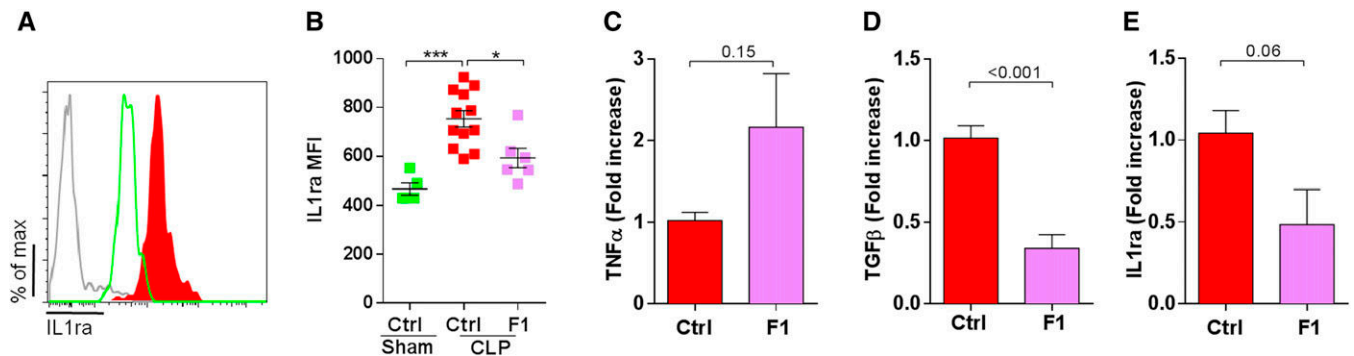 A
% of max
IL1ra
B
IL1ra MFI
1000
800
600
400
200
0
***
*
Ctrl Ctrl F1
Sham CLP
C
TNFα (Fold increase)
3
2
1
0
0.15
Ctrl F1
D
TGFβ (Fold increase)
1.5
1.0
0.5
0.0
<0.001
Ctrl F1
E
IL1ra (Fold increase)
1.5
1.0
0.5
0.0
0.06
Ctrl F1